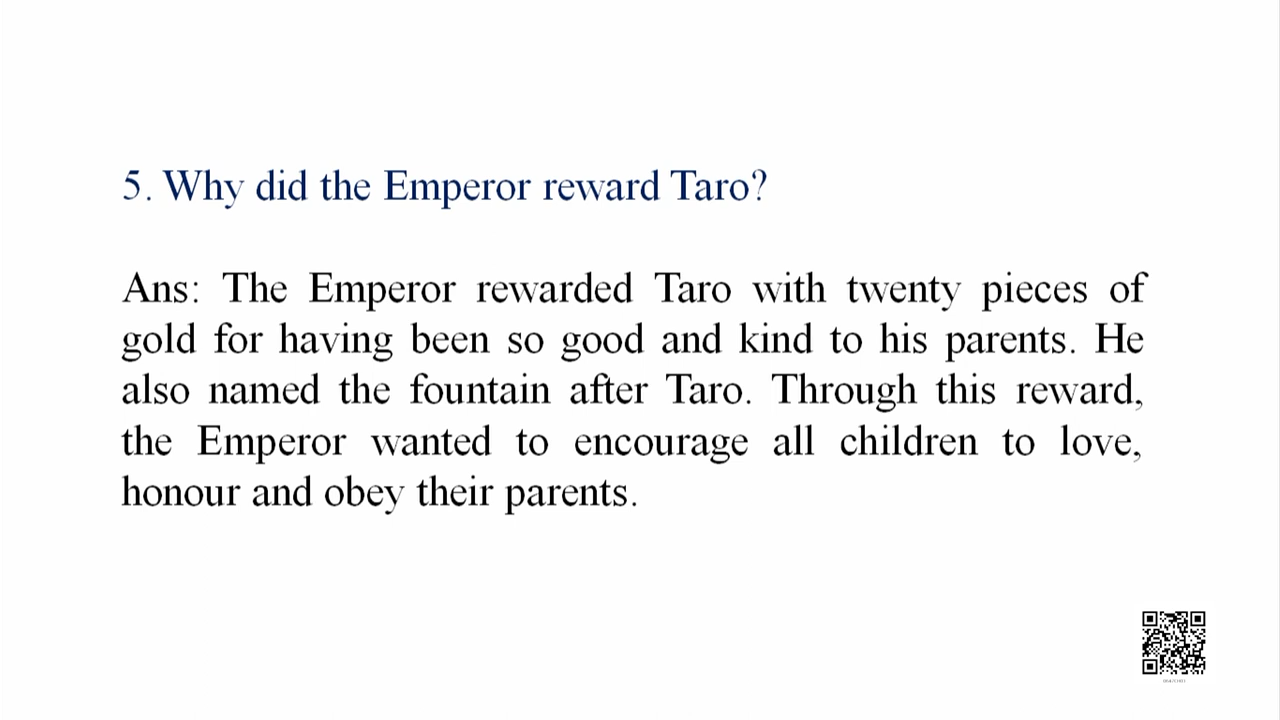 5. Why did the Emperor reward Taro?
Ans: The Emperor rewarded Taro with twenty pieces of
gold for having been so good and kind to his parents. He
also named the fountain after Taro. Through this reward,
the Emperor wanted to encourage all children to love,
honour and obey their parents.